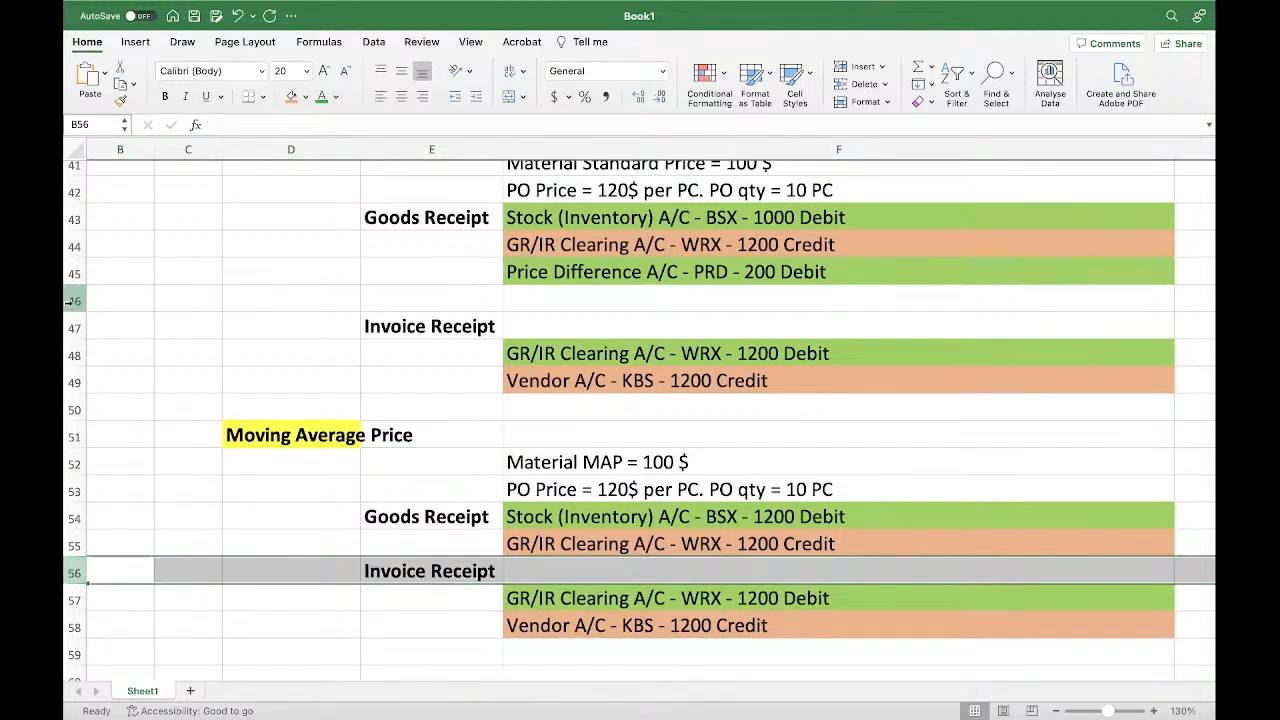 AutoSave OFF
Book1
Home Insert Draw Page Layout Formulas Data Review View Acrobat Tell me Comments Share
Paste
Calibri (Body) 20
B I U
General
$ % 9
Conditional Formatting
Format as Table
Cell Styles
Insert
Delete
Format
Sort & Filter
Find & Select
Analyse Data
Create and Share Adobe PDF
B56 fx
B C D E F
41 Material Standard Price = 100 $
42 PO Price = 120$ per PC. PO qty = 10 PC
43 Goods Receipt Stock (Inventory) A/C - BSX - 1000 Debit
44 GR/IR Clearing A/C - WRX - 1200 Credit
45 Price Difference A/C - PRD - 200 Debit
46
47 Invoice Receipt
48 GR/IR Clearing A/C - WRX - 1200 Debit
49 Vendor A/C - KBS - 1200 Credit
50
51 Moving Average Price
52 Material MAP = 100 $
53 PO Price = 120$ per PC. PO qty = 10 PC
54 Goods Receipt Stock (Inventory) A/C - BSX - 1200 Debit
55 GR/IR Clearing A/C - WRX - 1200 Credit
56 Invoice Receipt
57 GR/IR Clearing A/C - WRX - 1200 Debit
58 Vendor A/C - KBS - 1200 Credit
59
Sheet1 +
Ready Accessibility: Good to go 130%